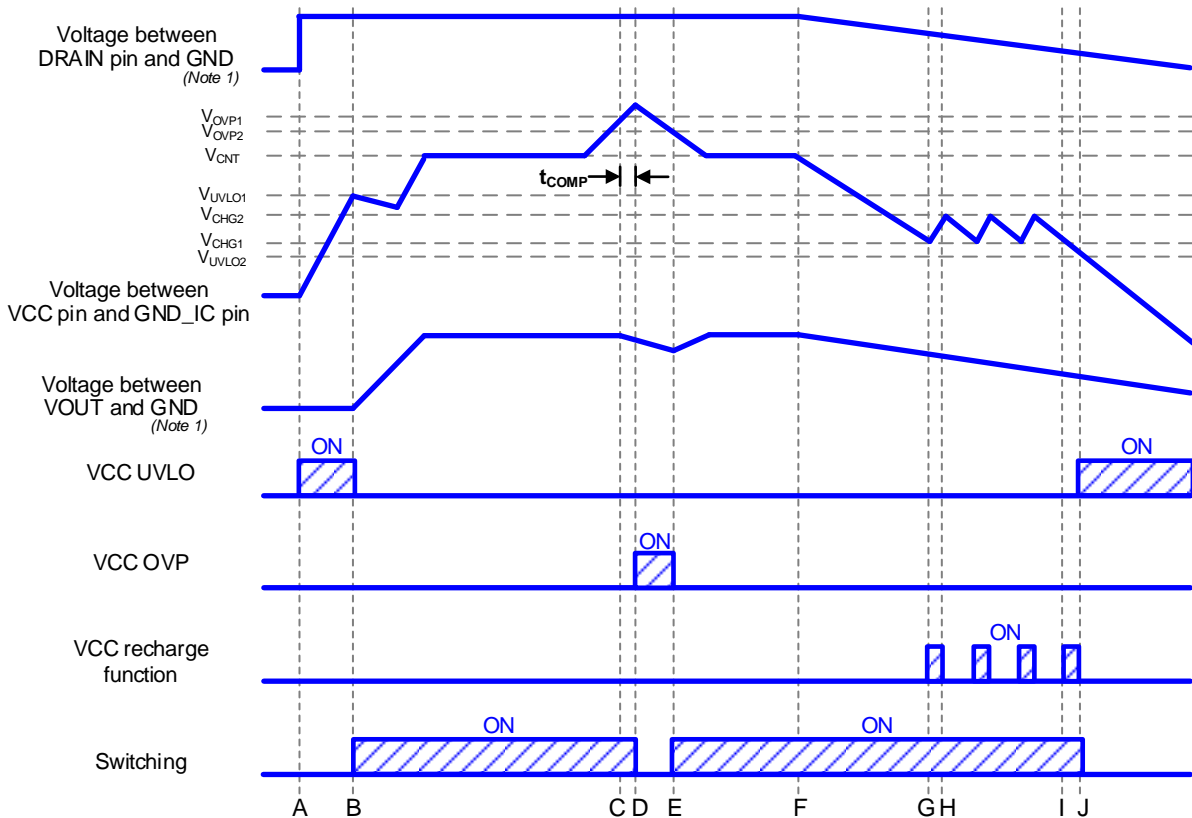 Voltage between
DRAIN pin and GND
(Note 1)
VOVP1
VOVP2
VCNT
tCOMP
VUVLO1
VCHG2
VCHG1
VUVLO2
Voltage between
VCC pin and GND_IC pin
Voltage between
VOUT and GND
(Note 1)
ON
ON
VCC UVLO
ON
VCC OVP
VCC recharge
function
ON
ON
ON
Switching
A B C D E F G H I J